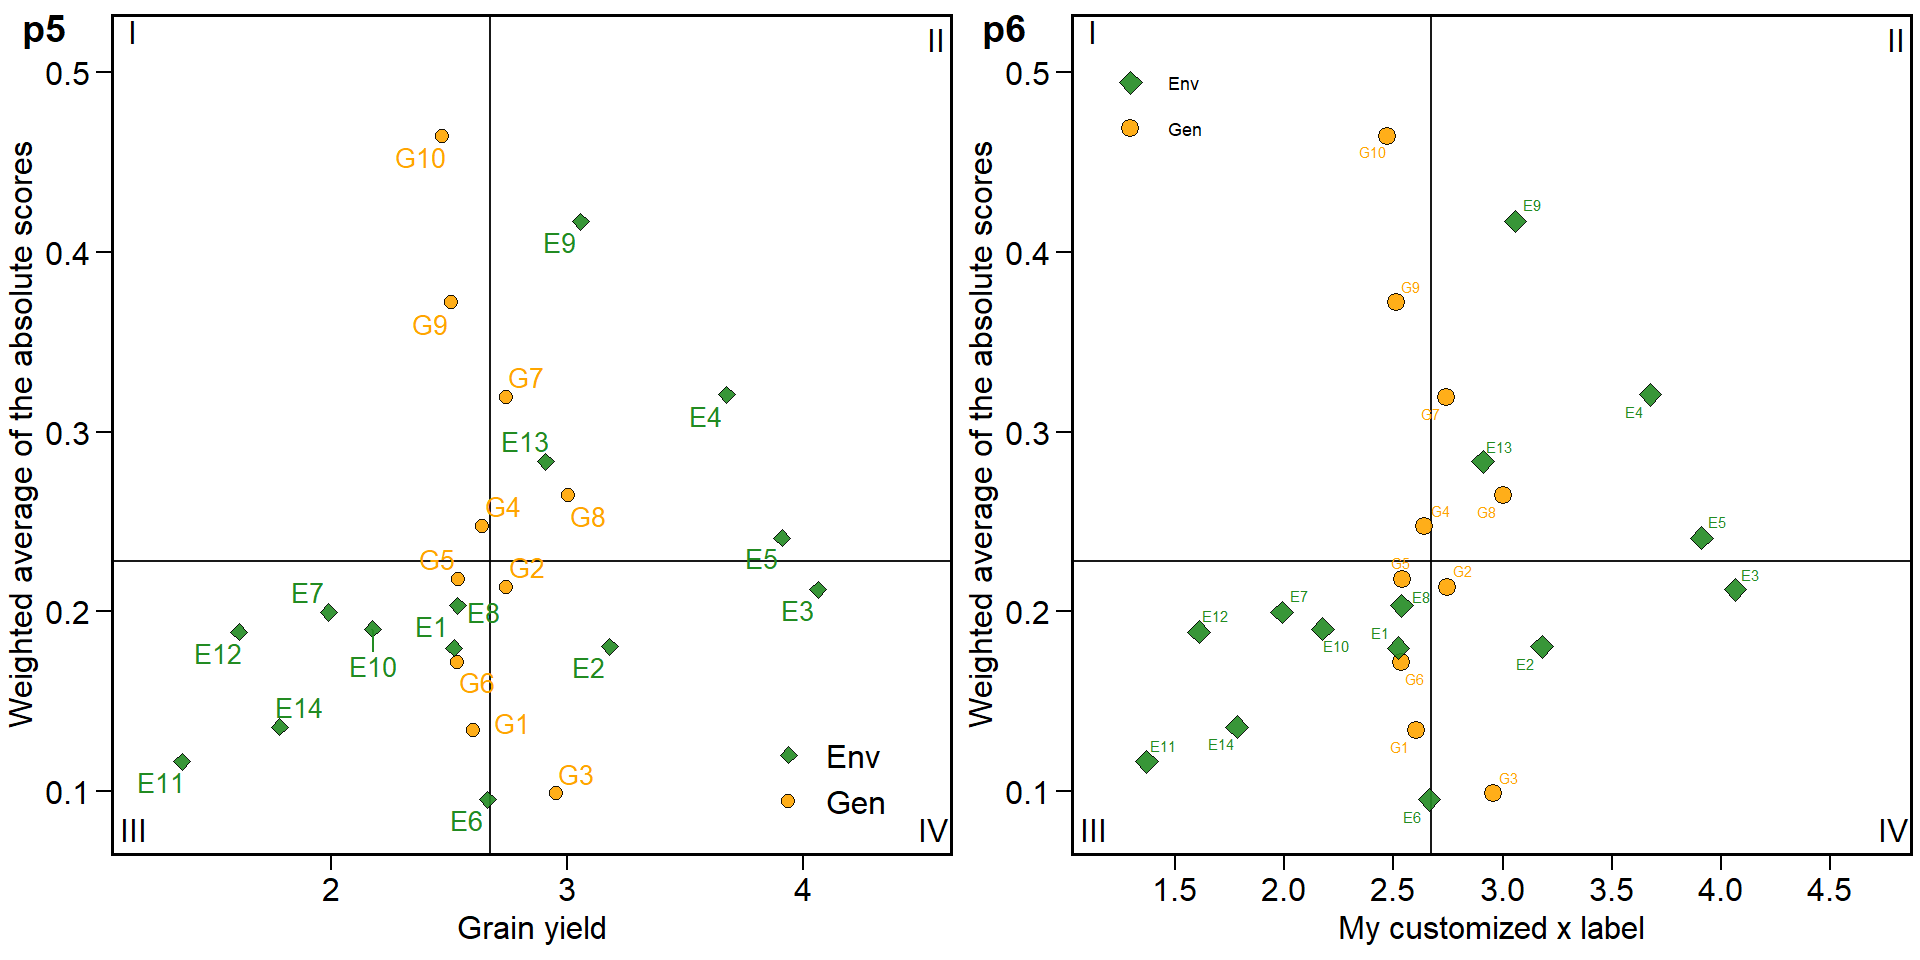 p5
I
II
0.5
G10
E9
0.4
G9
G7
E4
0.3
E13
G4
G8
G5
G2
E5
E7
E8
E3
0.2
E1
E12
E10
E2
G6
E14
G1
E11
G3
Env
Gen
0.1
E6
III
IV
2
3
4
Grain yield
Weighted average of the absolute scores
p6
I
II
0.5
Env
Gen
G10
E9
0.4
G9
G7
E4
0.3
E13
G4
G8
E5
G5
G2
E3
E7
E8
0.2
E12
E1
E10
E2
G6
E14
E11
G1
G3
0.1
E6
III
IV
1.5
2.0
2.5
3.0
3.5
4.0
4.5
My customized x label
Weighted average of the absolute scores